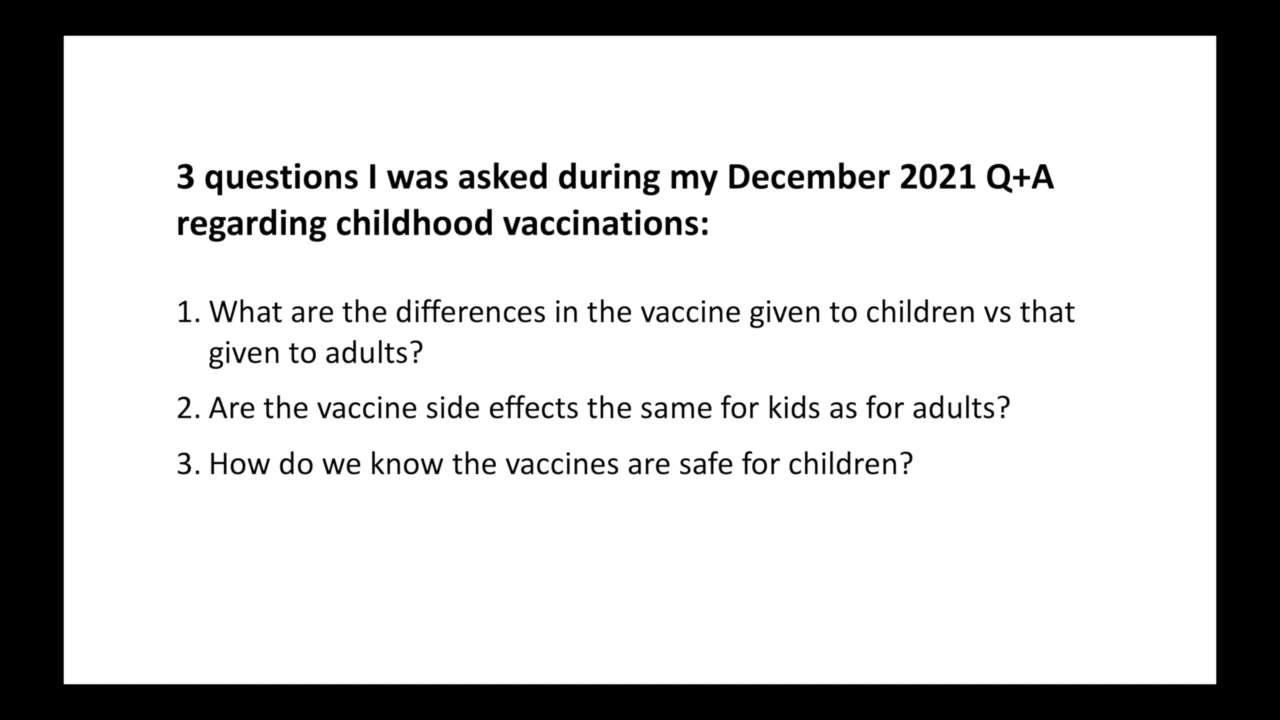 3 questions I was asked during my December 2021 Q+A
regarding childhood vaccinations:
1. What are the differences in the vaccine given to children vs that
given to adults?
2. Are the vaccine side effects the same for kids as for adults?
3. How do we know the vaccines are safe for children?